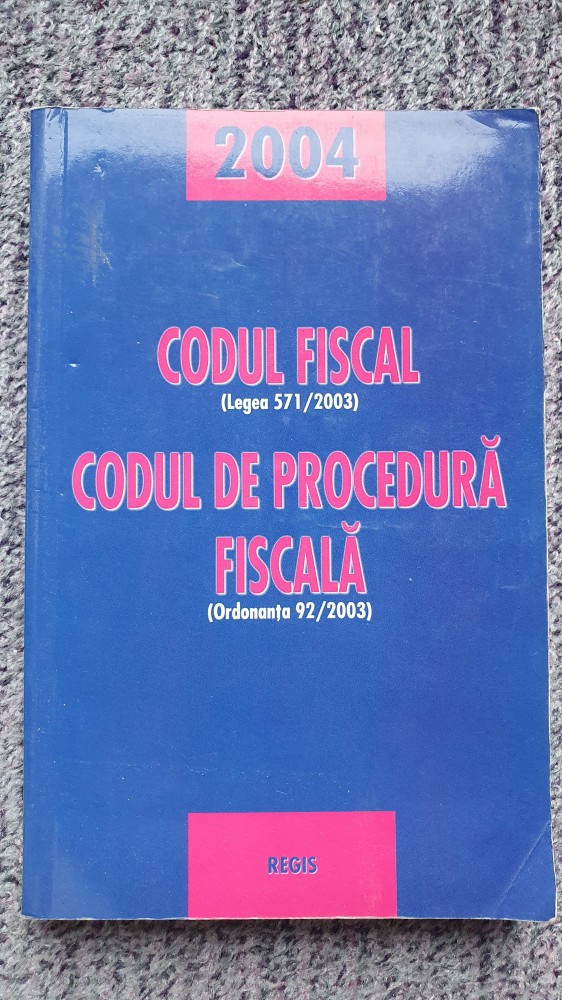 2004
CODUL FISCAL
(Legea 571/2003)
CODUL DE PROCEDURĂ
FISCALĂ
(Ordonanța 92/2003)
REGIS